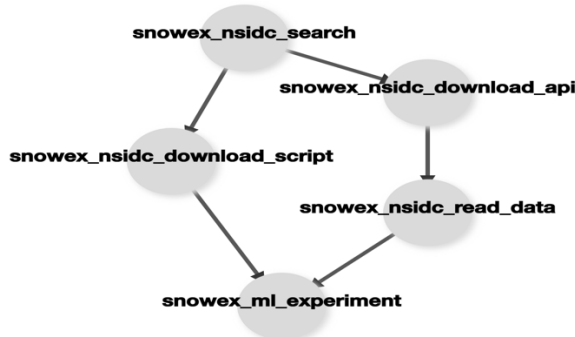 snowex_nsidc_search
snowex_nsidc_download_api
snowex_nsidc_download_script
snowex_nsidc_read_data
snowex_ml_experiment